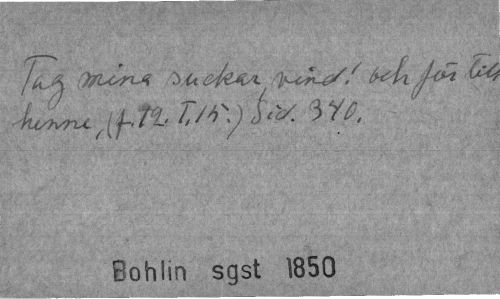 Tag mina suckar, vind! och för till
henne, (f. 12. T. 15.) Sid. 340.
Bohlin sgst 1850